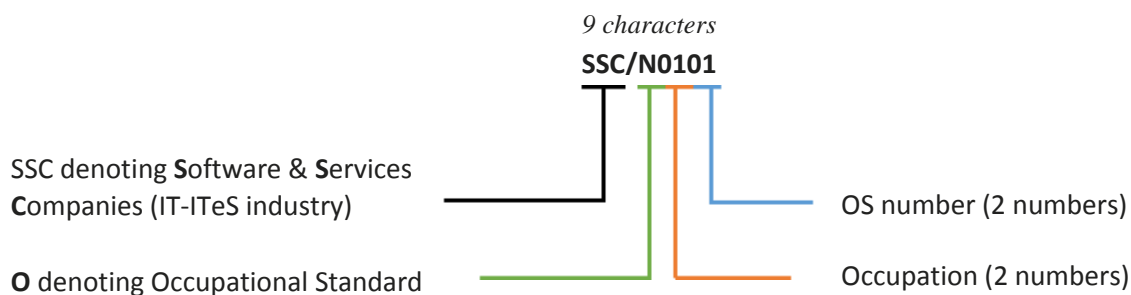 9 characters
SSC/N0101
SSC denoting Software & Services
Companies (IT-ITeS industry)
OS number (2 numbers)
O denoting Occupational Standard
Occupation (2 numbers)